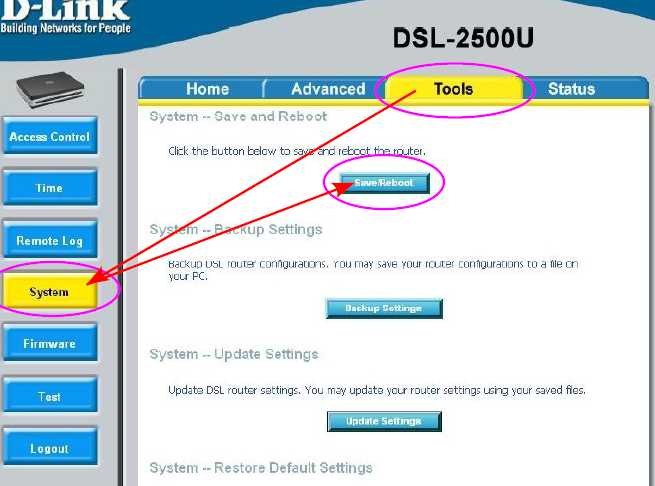 D-Link
Building Networks for People
DSL-2500U
Home
Advanced
Tools
Status
Access Control
Time
Remote Log
System
Firmware
Test
Logout
System -- Save and Reboot
Click the button below to save and reboot the router.
Save/Reboot
System -- Backup Settings
Backup DSL router configurations. You may save your router configurations to a file on
your PC.
Backup Settings
System -- Update Settings
Update DSL router settings. You may update your router settings using your saved files.
Update Settings
System -- Restore Default Settings